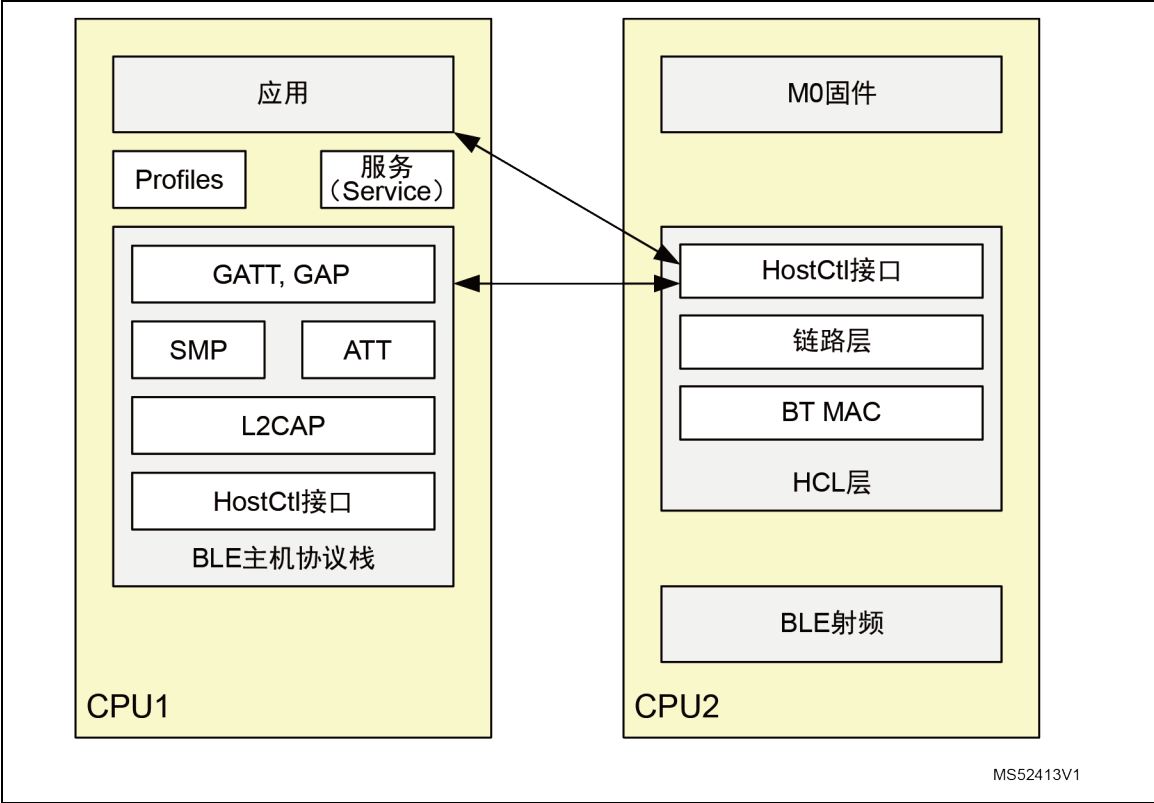 应用
Profiles
服务
（Service）
GATT, GAP
SMP
ATT
L2CAP
HostCtl接口
BLE主机协议栈
CPU1
M0固件
HostCtl接口
链路层
BT MAC
HCL层
BLE射频
CPU2
MS52413V1